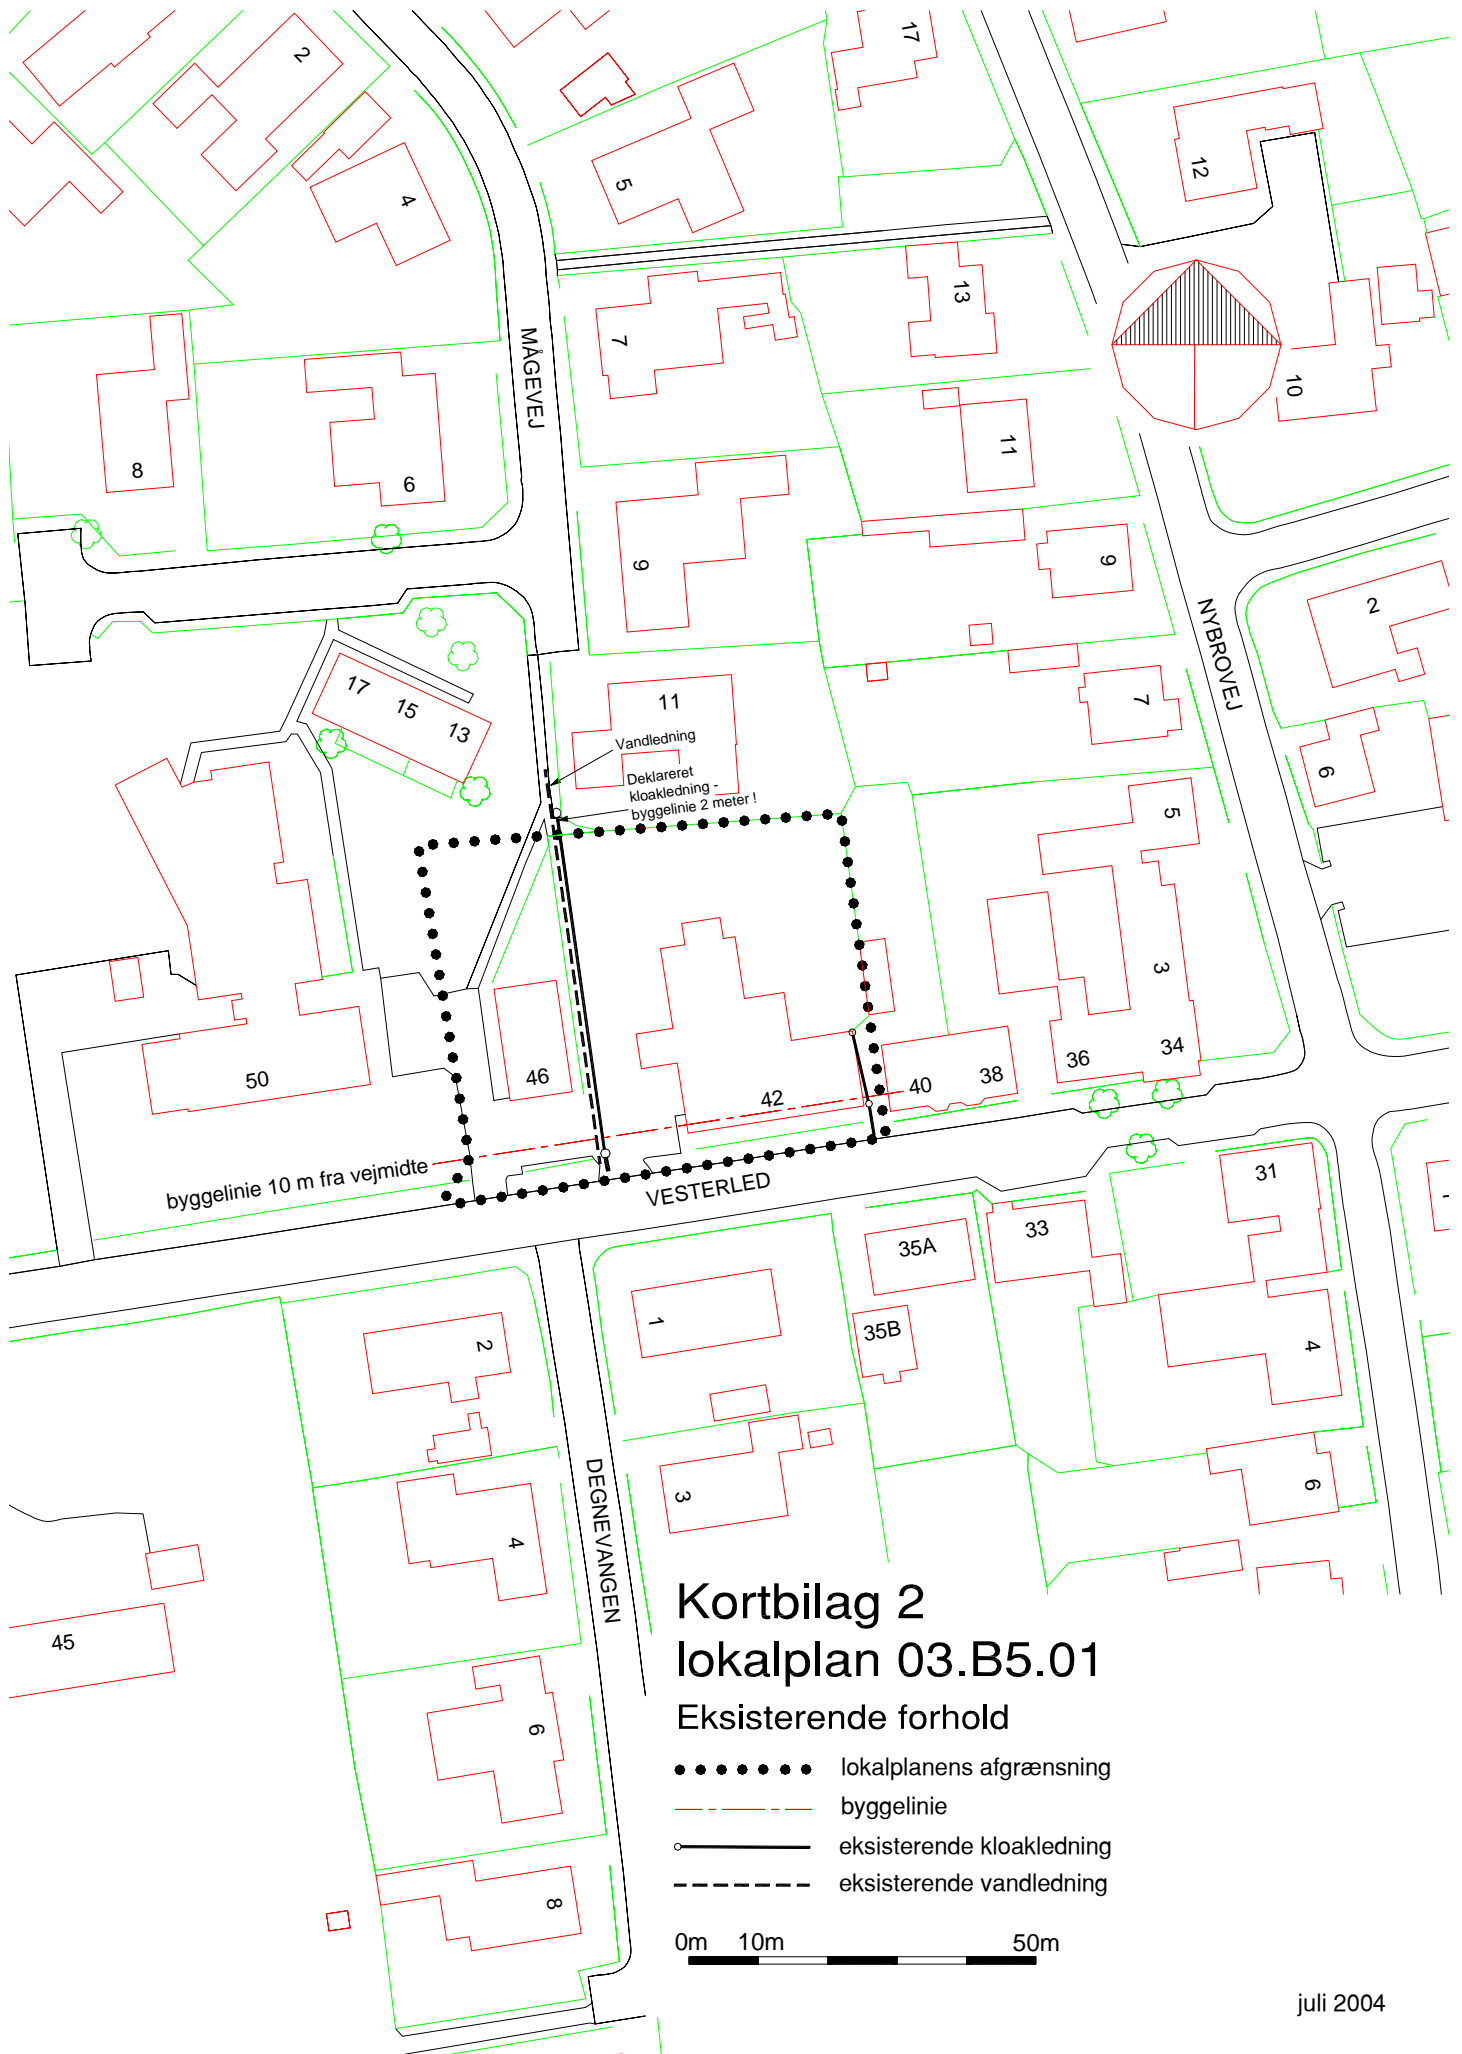 2
17
4
5
12
MÅGEVEJ
7
13
10
11
8
6
9
9
NYBROVEJ
2
17
15
13
11
7
Vandledning
Deklareret
kloakledning -
byggelinie 2 meter !
6
5
3
50
46
42
40
38
36
34
byggelinie 10 m fra vejmidte
VESTERLED
31
33
35A
35B
1
2
4
DEGNEVANGEN
3
4
6
45
6
8
Kortbilag 2
lokalplan 03.B5.01
Eksisterende forhold
lokalplanens afgrænsning
byggelinie
eksisterende kloakledning
eksisterende vandledning
0m 10m 50m
juli 2004